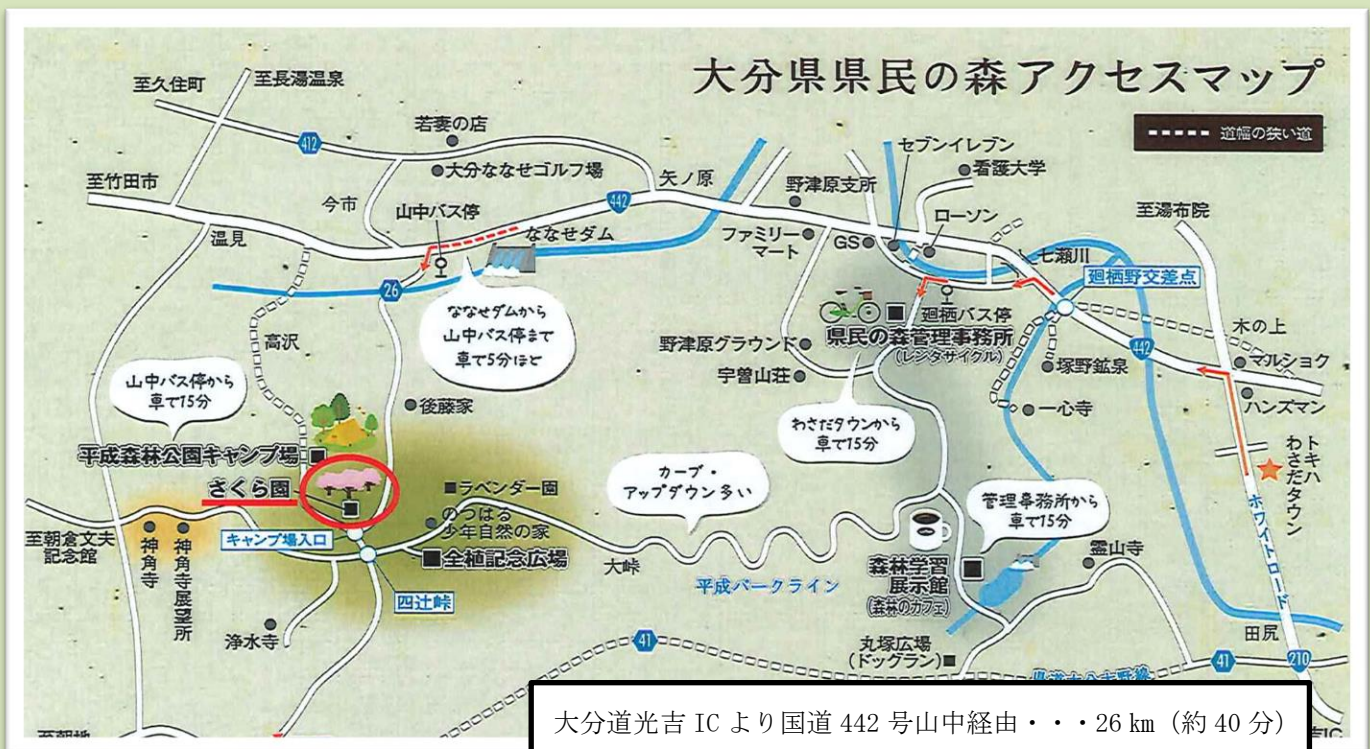 大分県県民の森アクセスマップ
道幅の狭い道
至久住町
至長湯温泉
412
若妻の店
大分ななせゴルフ場
至竹田市
今市
山中バス停
442
矢ノ原
野津原支所
セブンイレブン
看護大学
ローソン
至湯布院
温見
ななせダム
ファミリー
マート
GS
七瀬川
廻栖野交差点
26
ななせダムから
山中バス停まで
車で5分ほど
廻栖バス停
県民の森管理事務所
(レンタサイクル)
木の上
442
マルショク
ハンズマン
高沢
野津原グラウンド
宇曽山荘
塚野鉱泉
一心寺
山中バス停から
車で15分
後藤家
わさだタウンから
車で15分
トキハ
わさだタウン
平成森林公園キャンプ場
さくら園
ラベンダー園
のつはる
少年自然の家
カーブ・
アップダウン多い
管理事務所から
車で15分
ホワイトロード
至朝倉文夫
記念館
神角寺
神角寺展望所
キャンプ場入口
全植記念広場
大峠
平成パークライン
森林学習
展示館
(森林のカフェ)
霊山寺
四辻峠
浄水寺
41
丸塚広場
(ドッグラン)
田尻
41
210
大分道光吉 IC より国道 442 号山中経由・・・26 km（約 40 分）